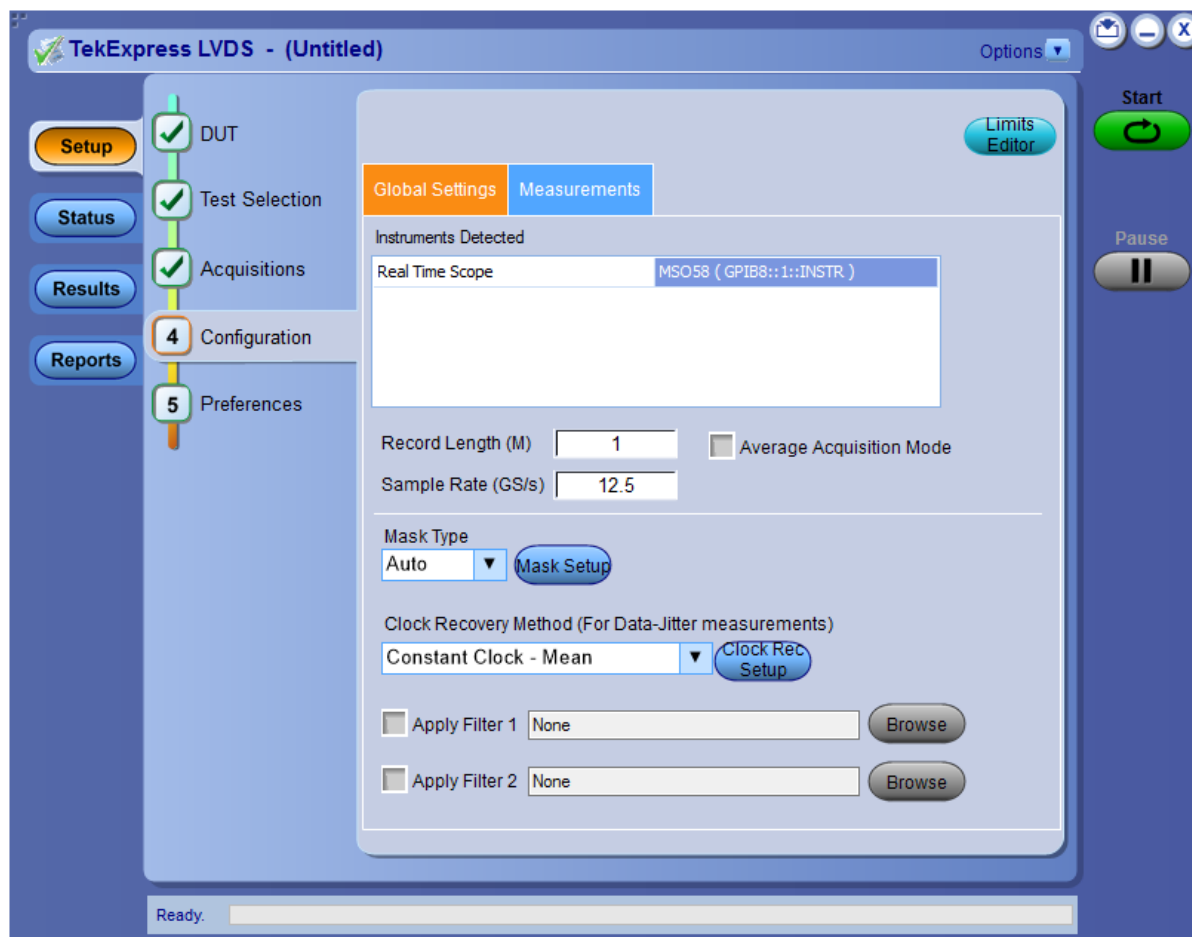 TekExpress LVDS - (Untitled)
Options
Start
Pause
Setup
Status
Results
Reports
DUT
Test Selection
Acquisitions
4 Configuration
5 Preferences
Limits
Editor
Global Settings Measurements
Instruments Detected
Real Time Scope MSO58 ( GPIB8::1::INSTR )
Record Length (M) 1 Average Acquisition Mode
Sample Rate (GS/s) 12.5
Mask Type
Auto Mask Setup
Clock Recovery Method (For Data-Jitter measurements)
Constant Clock - Mean Clock Rec
Setup
Apply Filter 1 None Browse
Apply Filter 2 None Browse
Ready.